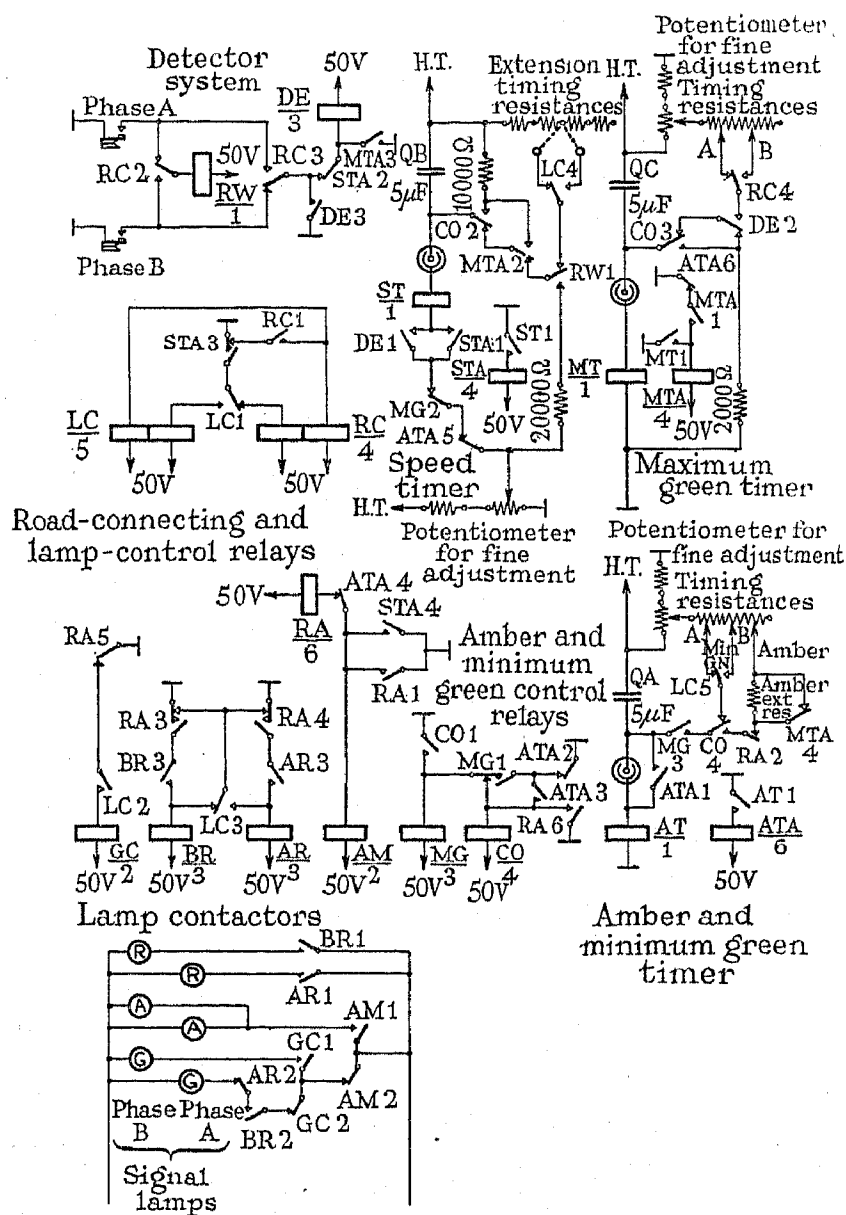 Detector
system
Phase A
RC2
50V
RW
1
Phase B
RC3
50V
DE
3
MTA3
STA2
DE3
H.T.
QB
5μF
10000Ω
CO2
MTA2
Extension
timing
resistances
LC4
RW1
ST
1
DE1
STA1
ST1
STA
4
50V
MG2
ATA5
20000Ω
Speed
timer
H.T.
Potentiometer
for fine
adjustment
Potentiometer
for fine
adjustment
H.T.
Timing
resistances
A
B
QC
5μF
RC4
CO3
DE2
ATA6
MTA
1
MT1
MT
1
MTA
4
50V
2000Ω
Maximum
green timer
STA3
RC1
LC1
LC
5
RC
4
50V
50V
Road-connecting and
lamp-control relays
50V
RA
6
ATA4
STA4
RA1
Amber and
minimum
green control
relays
RA5
RA3
RA4
BR3
AR3
LC2
LC3
CO1
MG1
ATA2
ATA3
RA6
GC
2
50V
BR
3
50V
AR
3
50V
AM
2
50V
MG
3
50V
CO
4
50V
Potentiometer for
fine adjustment
H.T.
Timing
resistances
A
B
Min
GN
Amber
QA
5μF
LC5
Amber
ext
res
MG
3
CO
4
RA2
MTA
4
ATA1
AT1
AT
1
ATA
6
50V
Amber and
minimum green
timer
Lamp contactors
R
BR1
R
AR1
A
A
AM1
G
GC1
G
AR2
AM2
GC2
BR2
Phase Phase
B A
Signal
lamps